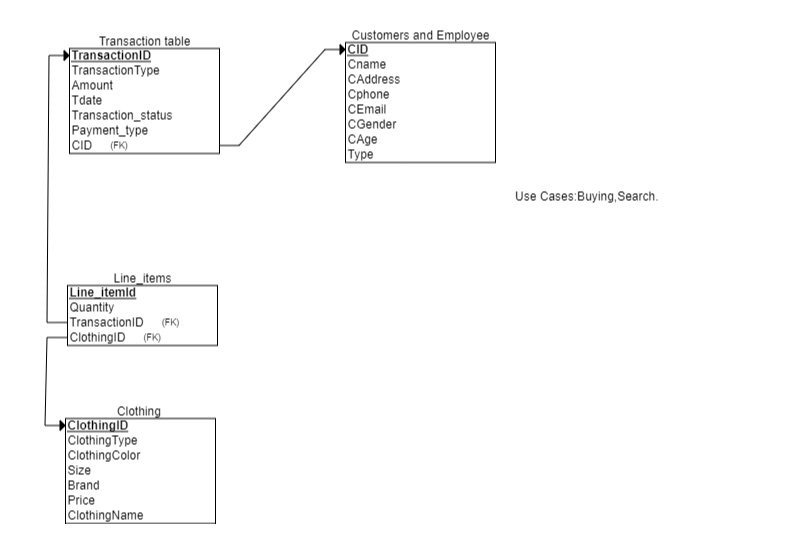 Transaction table
TransactionID
TransactionType
Amount
Tdate
Transaction_status
Payment_type
CID (FK)
Customers and Employee
CID
Cname
CAddress
Cphone
CEmail
CGender
CAge
Type
Use Cases:Buying,Search.
Line_items
Line_itemId
Quantity
TransactionID (FK)
ClothingID (FK)
Clothing
ClothingID
ClothingType
ClothingColor
Size
Brand
Price
ClothingName